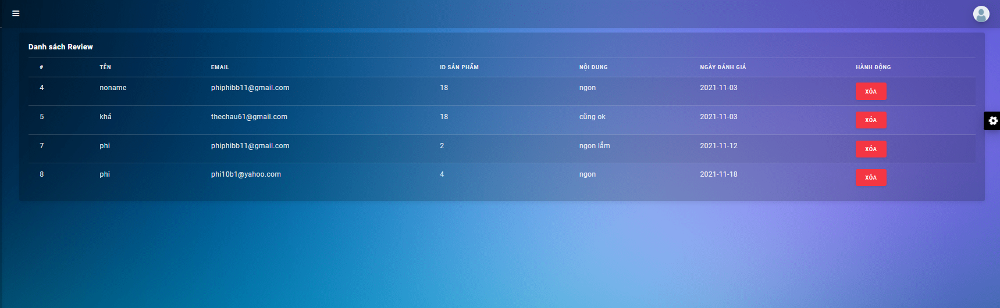 Danh sách Review
# TÊN EMAIL ID SẢN PHẨM NỘI DUNG NGÀY ĐÁNH GIÁ HÀNH ĐỘNG
4 noname phiphibb11@gmail.com 18 ngon 2021-11-03 XÓA
5 khá thechau61@gmail.com 18 cũng ok 2021-11-03 XÓA
7 phi phiphibb11@gmail.com 2 ngon lắm 2021-11-12 XÓA
8 phi phi10b1@yahoo.com 4 ngon 2021-11-18 XÓA